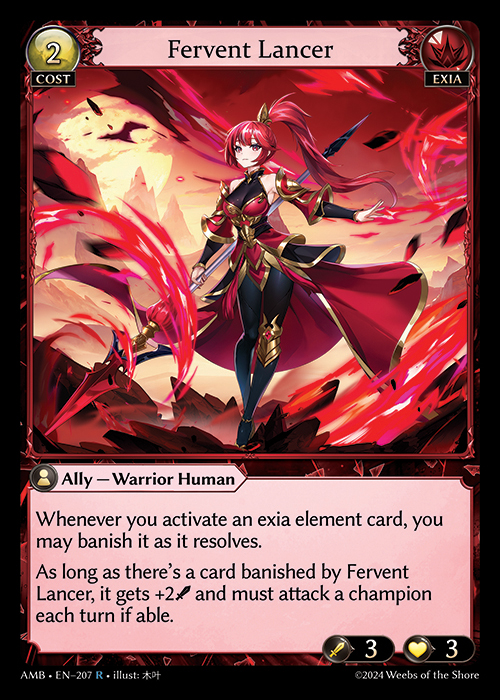 2
Fervent Lancer
COST
EXIA
Ally — Warrior Human
Whenever you activate an exia element card, you
may banish it as it resolves.
As long as there's a card banished by Fervent
Lancer, it gets +2 and must attack a champion
each turn if able.
3
3
AMB • EN–207 R • illust: 木叶
©2024 Weebs of the Shore